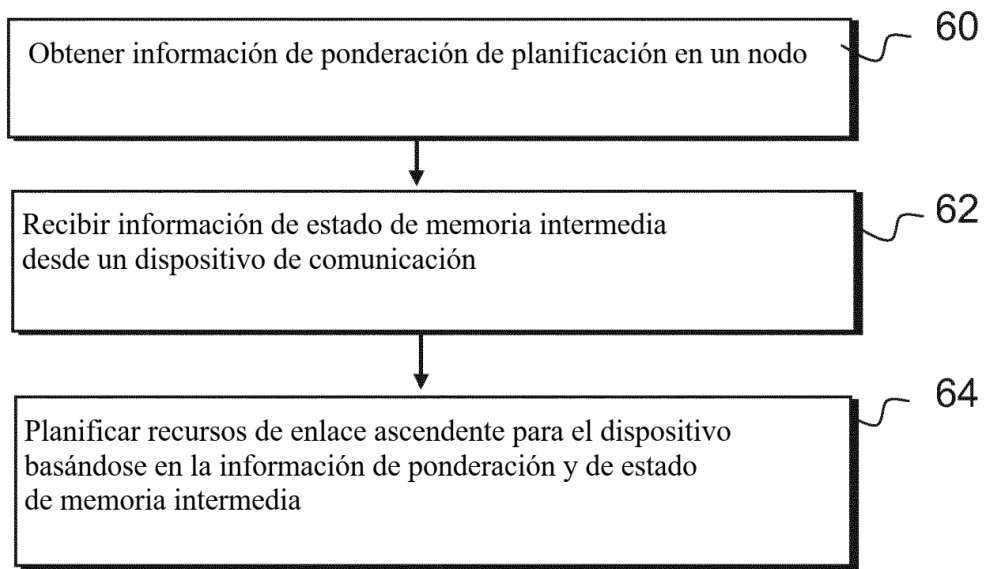 60
Obtener información de ponderación de planificación en un nodo
62
Recibir información de estado de memoria intermedia
desde un dispositivo de comunicación
64
Planificar recursos de enlace ascendente para el dispositivo
basándose en la información de ponderación y de estado
de memoria intermedia